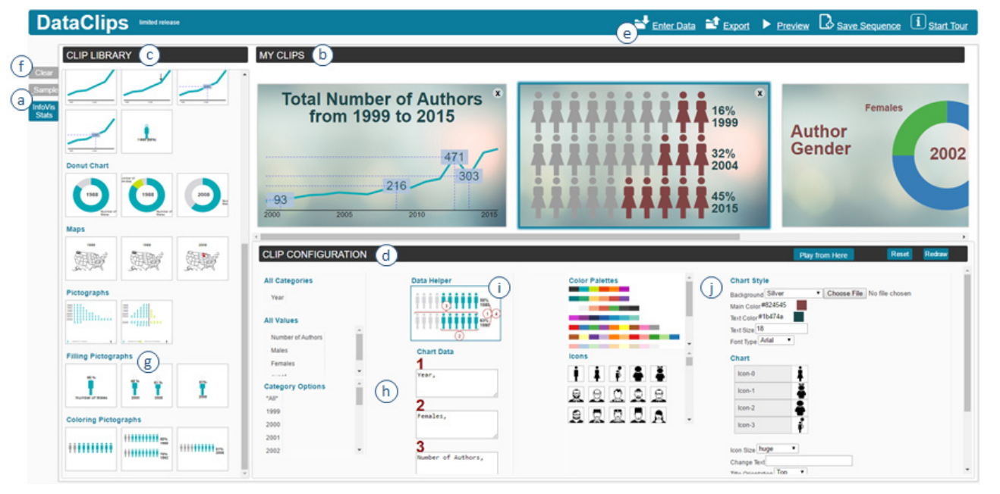 DataClips limited release
Enter Data Export Preview Save Sequence Start Tour
e
CLIP LIBRARY c
MY CLIPS b
f
Clear
Sample
a
InfoVis
Stats
Donut Chart
1988
1988
2008
Maps
Pictographs
Filling Pictographs g
Coloring Pictographs
Total Number of Authors
from 1999 to 2015
x
471
303
216
93
2000 2005 2010 2015
x
16%
1999
32%
2004
45%
2015
Females
Author
Gender
2002
CLIP CONFIGURATION d
Play from Here Reset Redraw
All Categories
Year
All Values
Number of Authors
Males
Females
Category Options
*All*
1999
2000
2001
2002
h
Data Helper
i
Chart Data
1
Year,
2
Females,
3
Number of Authors,
Color Palettes
Icons
j
Chart Style
Background Silver Choose File No file chosen
Main Color #824545
Text Color #1b474a
Text Size 18
Font Type Arial
Chart
Icon-0
Icon-1
Icon-2
Icon-3
Icon Size huge
Change Text
Title Orientation Top